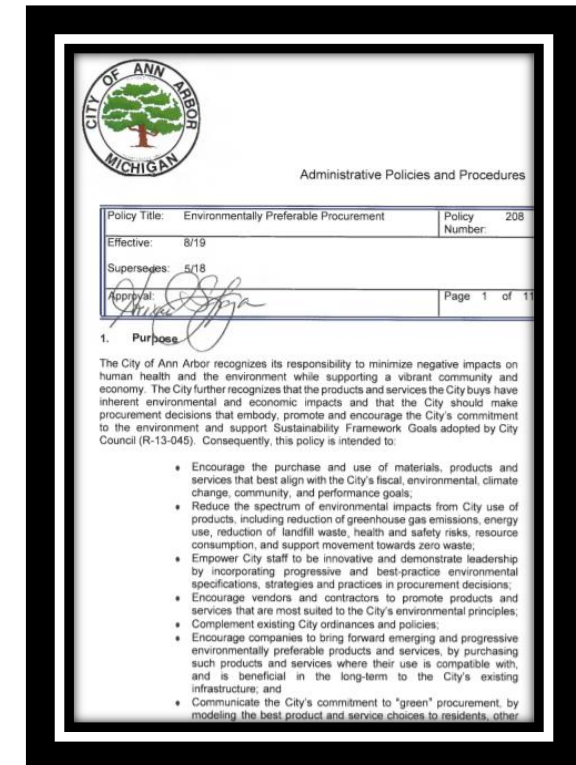 CITY OF ANN ARBOR
MICHIGAN
Administrative Policies and Procedures
Policy Title: Environmentally Preferable Procurement Policy 208
Number:
Effective: 8/19
Supersedes: 5/18
Approval: Page 1 of 11
1. Purpose
The City of Ann Arbor recognizes its responsibility to minimize negative impacts on
human health and the environment while supporting a vibrant community and
economy. The City further recognizes that the products and services the City buys have
inherent environmental and economic impacts and that the City should make
procurement decisions that embody, promote and encourage the City's commitment
to the environment and support Sustainability Framework Goals adopted by City
Council (R-13-045). Consequently, this policy is intended to:
• Encourage the purchase and use of materials, products and
services that best align with the City's fiscal, environmental, climate
change, community, and performance goals;
• Reduce the spectrum of environmental impacts from City use of
products, including reduction of greenhouse gas emissions, energy
use, reduction of landfill waste, health and safety risks, resource
consumption, and support movement towards zero waste;
• Empower City staff to be innovative and demonstrate leadership
by incorporating progressive and best-practice environmental
specifications, strategies and practices in procurement decisions;
• Encourage vendors and contractors to promote products and
services that are most suited to the City's environmental principles;
• Complement existing City ordinances and policies;
• Encourage companies to bring forward emerging and progressive
environmentally preferable products and services, by purchasing
such products and services where their use is compatible with,
and is beneficial in the long-term to the City's existing
infrastructure; and
• Communicate the City's commitment to "green" procurement, by
modeling the best product and service choices to residents, other